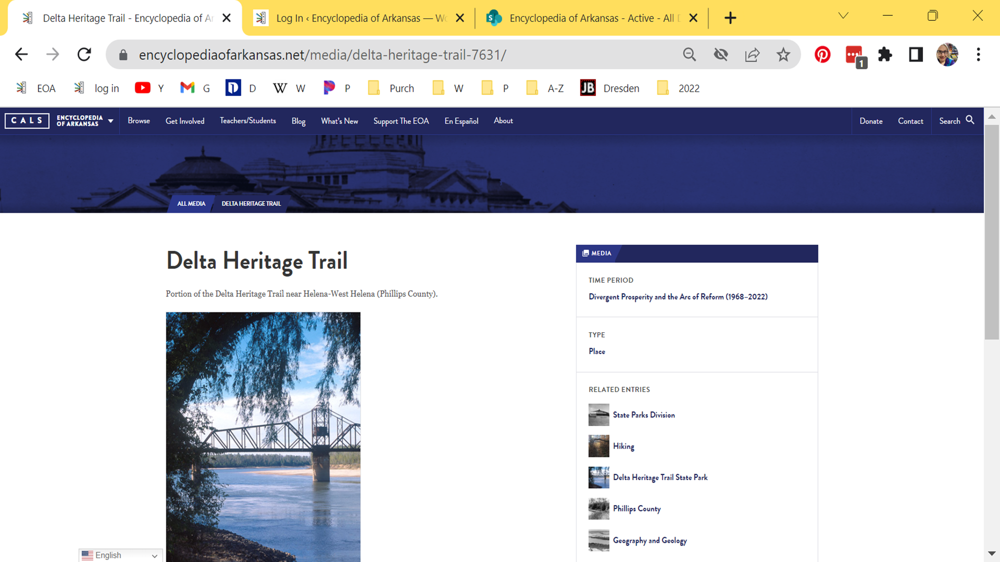 Delta Heritage Trail - Encyclopedia of Ar
Log In ‹ Encyclopedia of Arkansas — Wo
Encyclopedia of Arkansas - Active - All D
encyclopediaofarkansas.net/media/delta-heritage-trail-7631/
1
EOA
log in
Y
G
D
W
P
Purch
W
P
A-Z
JB
Dresden
2022
CALS
ENCYCLOPEDIA
OF ARKANSAS
Browse
Get Involved
Teachers/Students
Blog
What's New
Support The EOA
En Español
About
Donate
Contact
Search
ALL MEDIA
DELTA HERITAGE TRAIL
Delta Heritage Trail
Portion of the Delta Heritage Trail near Helena-West Helena (Phillips County).
MEDIA
TIME PERIOD
Divergent Prosperity and the Arc of Reform (1968–2022)
TYPE
Place
RELATED ENTRIES
State Parks Division
Hiking
Delta Heritage Trail State Park
Phillips County
Geography and Geology
English